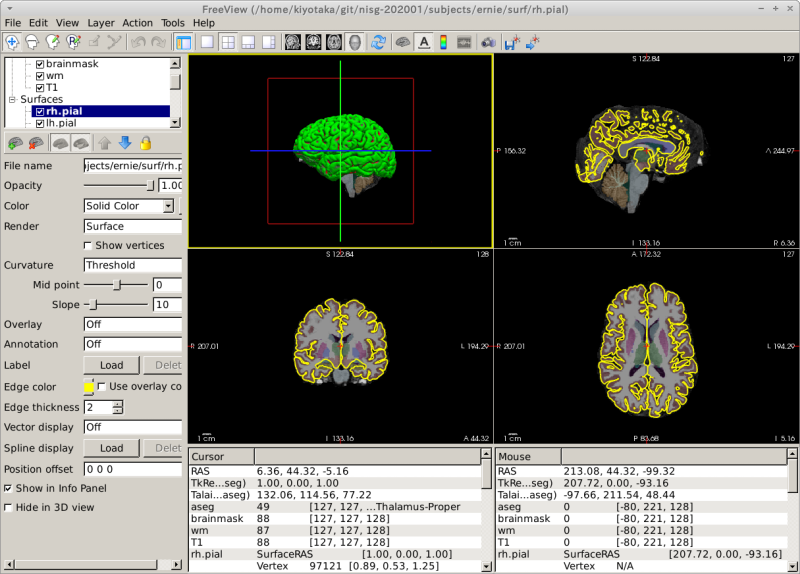 FreeView (/home/kiyotaka/git/nisg-202001/subjects/ernie/surf/rh.pial)
File Edit View Layer Action Tools Help
brainmask
wm
T1
Surfaces
rh.pial
lh.pial
File name jects/ernie/surf/rh.p
Opacity 1.00
Color Solid Color
Render Surface
Show vertices
Curvature Threshold
Mid point 0
Slope 10
Overlay Off
Annotation Off
Label Load Delet
Edge color Use overlay co
Edge thickness 2
Vector display Off
Spline display Load Delet
Position offset 0 0 0
Show in Info Panel
Hide in 3D view
S 122.84 127
P 156.32 A 244.97
1 cm I 133.16 R 6.36
S 122.84 128
R 207.01 L 194.29
1 cm I 133.16 A 44.32
A 172.32 127
R 207.01 L 194.29
1 cm P 83.68 I 5.16
Cursor
RAS 6.36, 44.32, -5.16
TkRe...seg) 1.00, 0.00, 1.00
Talai...aseg) 132.06, 114.56, 77.22
aseg 49 [127, 127, ...Thalamus-Proper
brainmask 88 [127, 127, 128]
wm 87 [127, 127, 128]
T1 88 [127, 127, 128]
rh.pial SurfaceRAS [1.00, 0.00, 1.00]
Vertex 97121 [0.89, 0.53, 1.25]
Mouse
RAS 213.08, 44.32, -99.32
TkRe...seg) 207.72, 0.00, -93.16
Talai...aseg) -97.66, 211.54, 48.44
aseg 0 [-80, 221, 128]
brainmask 0 [-80, 221, 128]
wm 0 [-80, 221, 128]
T1 0 [-80, 221, 128]
rh.pial SurfaceRAS [207.72, 0.00, -93.16]
Vertex N/A